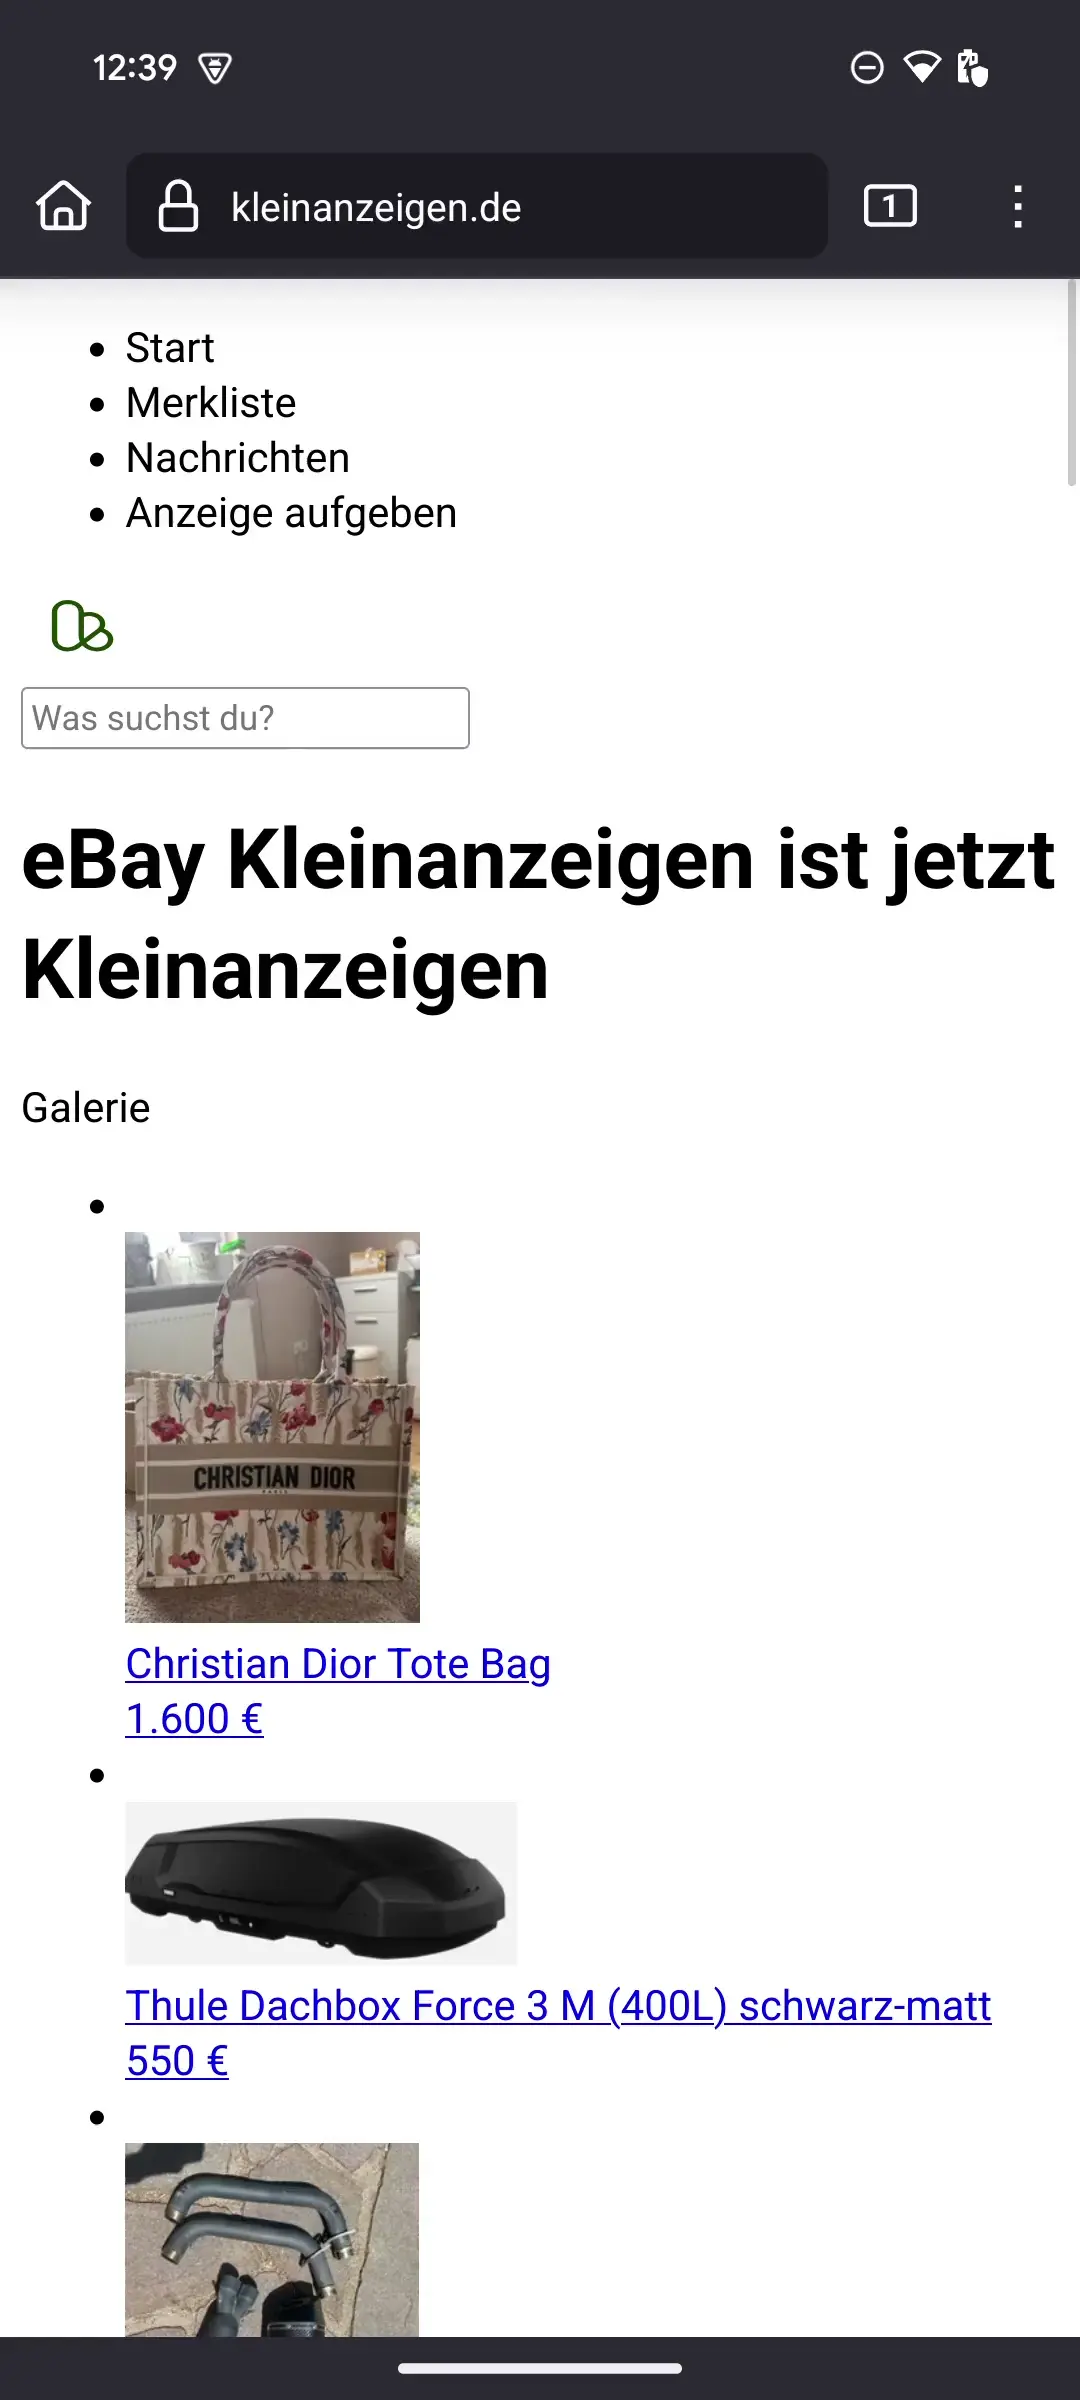 12:39
kleinanzeigen.de
1
Start
Merkliste
Nachrichten
Anzeige aufgeben
Was suchst du?
eBay Kleinanzeigen ist jetzt
Kleinanzeigen
Galerie
CHRISTIAN DIOR
PARIS
Christian Dior Tote Bag
1.600 €
Thule Dachbox Force 3 M (400L) schwarz-matt
550 €